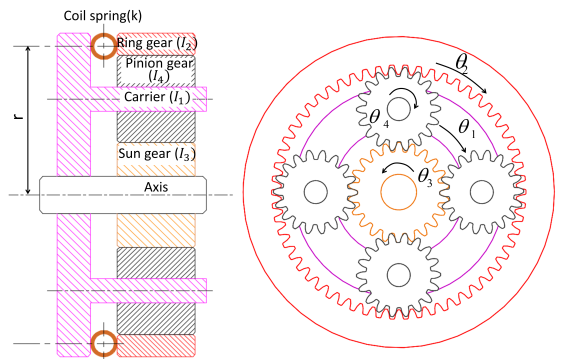 Coil spring(k)
Ring gear (I₂)
Pinion gear
(I₄)
Carrier (I₁)
Sun gear (I₃)
Axis
r
θ₂
θ₁
θ₄
θ₃